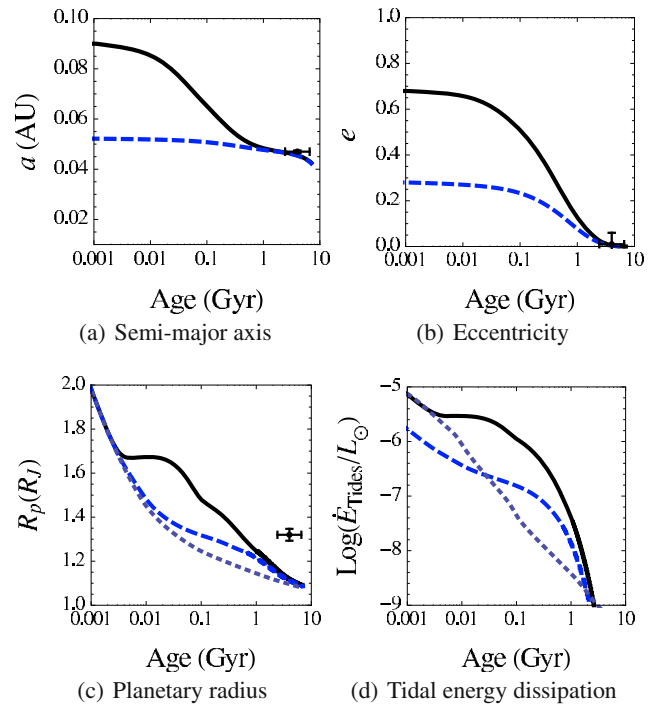 0.10
0.08
0.06
0.04
0.02
a (AU)
0.001 0.01 0.1 1 10
Age (Gyr)
(a) Semi-major axis
1.0
0.8
0.6
0.4
0.2
0.0
e
0.001 0.01 0.1 1 10
Age (Gyr)
(b) Eccentricity
2.0
1.8
1.6
1.4
1.2
1.0
R_p(R_J)
0.001 0.01 0.1 1 10
Age (Gyr)
(c) Planetary radius
−5
−6
−7
−8
−9
Log(Ė_Tides/L_⊙)
0.001 0.01 0.1 1 10
Age (Gyr)
(d) Tidal energy dissipation